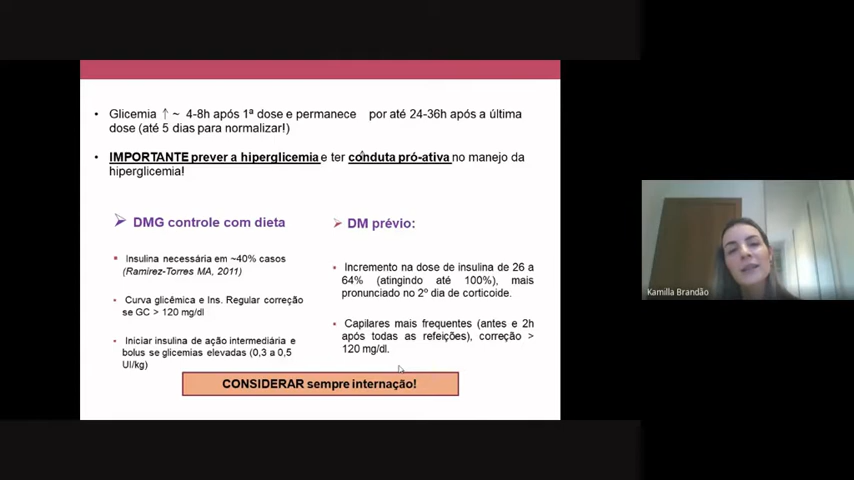 • Glicemia ↑ ~ 4-8h após 1ª dose e permanece por até 24-36h após a última
dose (até 5 dias para normalizar!)
• IMPORTANTE prever a hiperglicemia e ter conduta pró-ativa no manejo da
hiperglicemia!
➢ DMG controle com dieta
▪ Insulina necessária em ~40% casos
(Ramirez-Torres MA, 2011)
• Curva glicêmica e Ins. Regular correção
se GC > 120 mg/dl
• Iniciar insulina de ação intermediária e
bolus se glicemias elevadas (0,3 a 0,5
UI/kg)
➢ DM prévio:
• Incremento na dose de insulina de 26 a
64% (atingindo até 100%), mais
pronunciado no 2º dia de corticoide.
• Capilares mais frequentes (antes e 2h
após todas as refeições), correção >
120 mg/dl.
CONSIDERAR sempre internação!
Kamilla Brandão